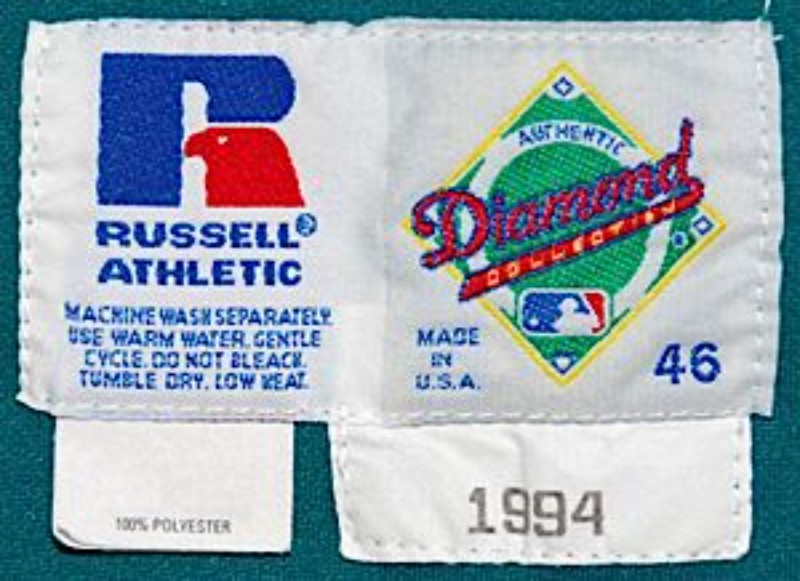 RUSSELL®
ATHLETIC
MACHINE WASH SEPARATELY.
USE WARM WATER, GENTLE
CYCLE. DO NOT BLEACH.
TUMBLE DRY. LOW HEAT.
AUTHENTIC
Diamond
COLLECTION
MADE
IN
U.S.A.
46
100% POLYESTER
1994